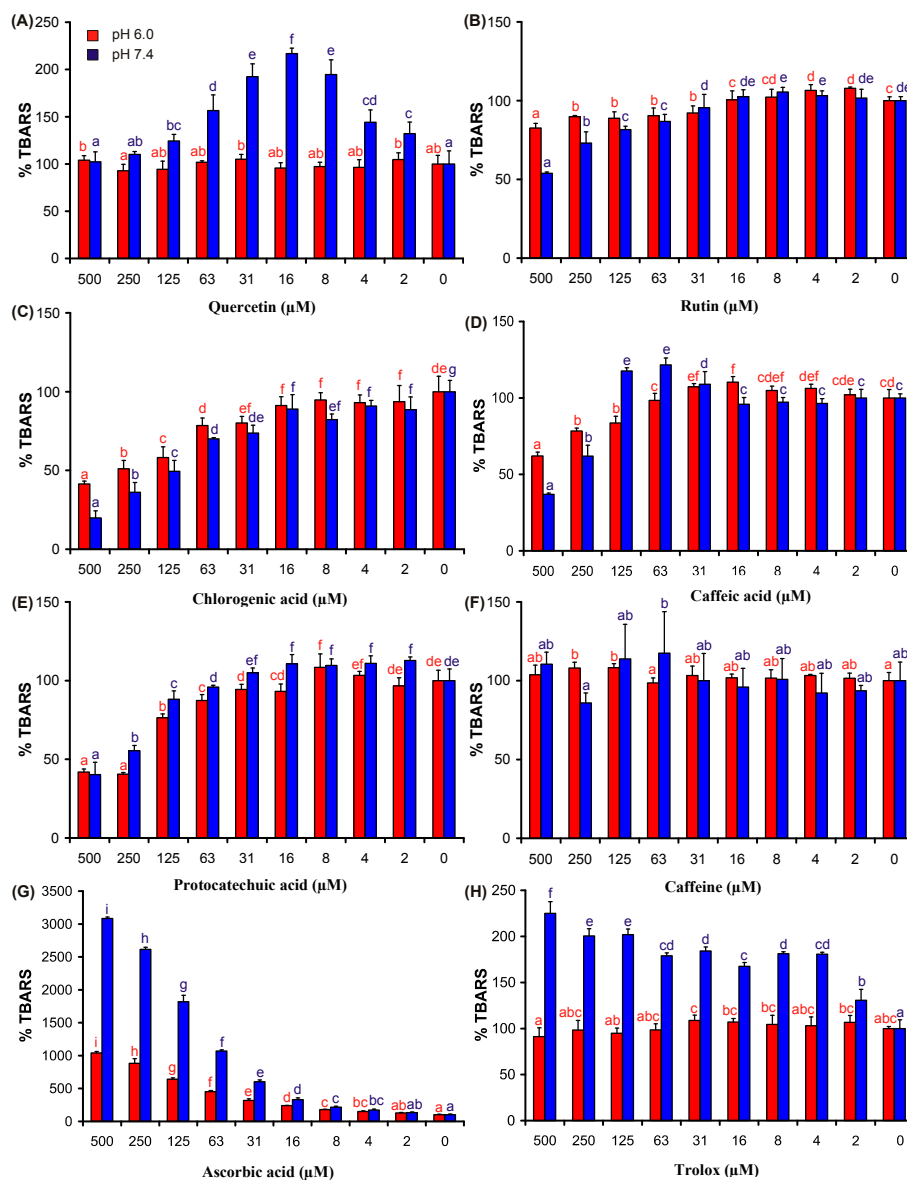 (A)
250
200
150
100
50
0
% TBARS
pH 6.0
pH 7.4
b a ab ab bc ab d b e ab f ab e ab cd b c ab a
500 250 125 63 31 16 8 4 2 0
Quercetin (µM)
(B)
150
100
50
0
% TBARS
a a b b b c b c b d c e cd e d e d de c de
500 250 125 63 31 16 8 4 2 0
Rutin (µM)
(C)
150
100
50
0
% TBARS
a a b b c c d d ef de f f f ef f f f f de g
500 250 125 63 31 16 8 4 2 0
Chlorogenic acid (µM)
(D)
150
100
50
0
% TBARS
a a b b b e c e ef d f c cdef c def c cde c cd c
500 250 125 63 31 16 8 4 2 0
Caffeic acid (µM)
(E)
150
100
50
0
% TBARS
a a a b b c c d d ef cd f f f ef f de f de de
500 250 125 63 31 16 8 4 2 0
Protocatechuic acid (µM)
(F)
150
100
50
0
% TBARS
ab ab b a b ab a b ab ab ab ab ab ab ab ab ab ab a ab
500 250 125 63 31 16 8 4 2 0
Caffeine (µM)
(G)
3500
3000
2500
2000
1500
1000
500
0
% TBARS
i i h h g g f f e e d d c c bc bc ab ab a a
500 250 125 63 31 16 8 4 2 0
Ascorbic acid (µM)
(H)
250
200
150
100
50
0
% TBARS
a f abc e ab e abc cd c d bc c bc d abc cd bc b abc a
500 250 125 63 31 16 8 4 2 0
Trolox (µM)